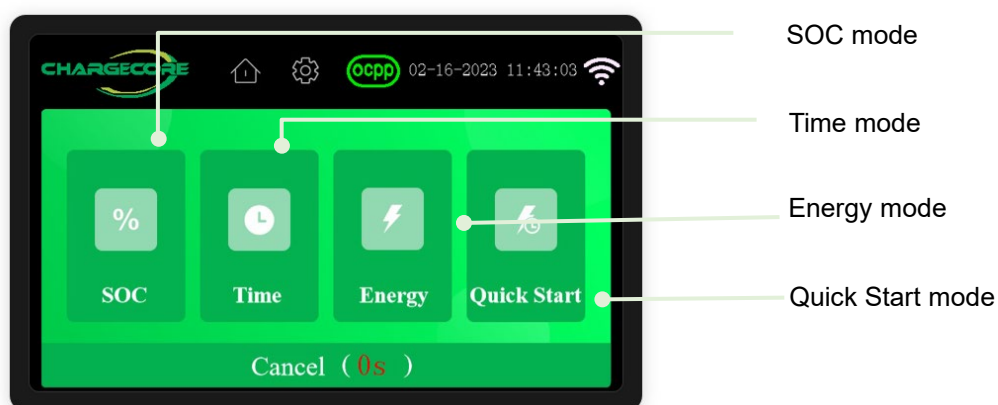 CHARGECORE
ocpp 02-16-2023 11:43:03
SOC mode
Time mode
Energy mode
Quick Start mode
%
SOC
Time
Energy
Quick Start
Cancel ( 0s )